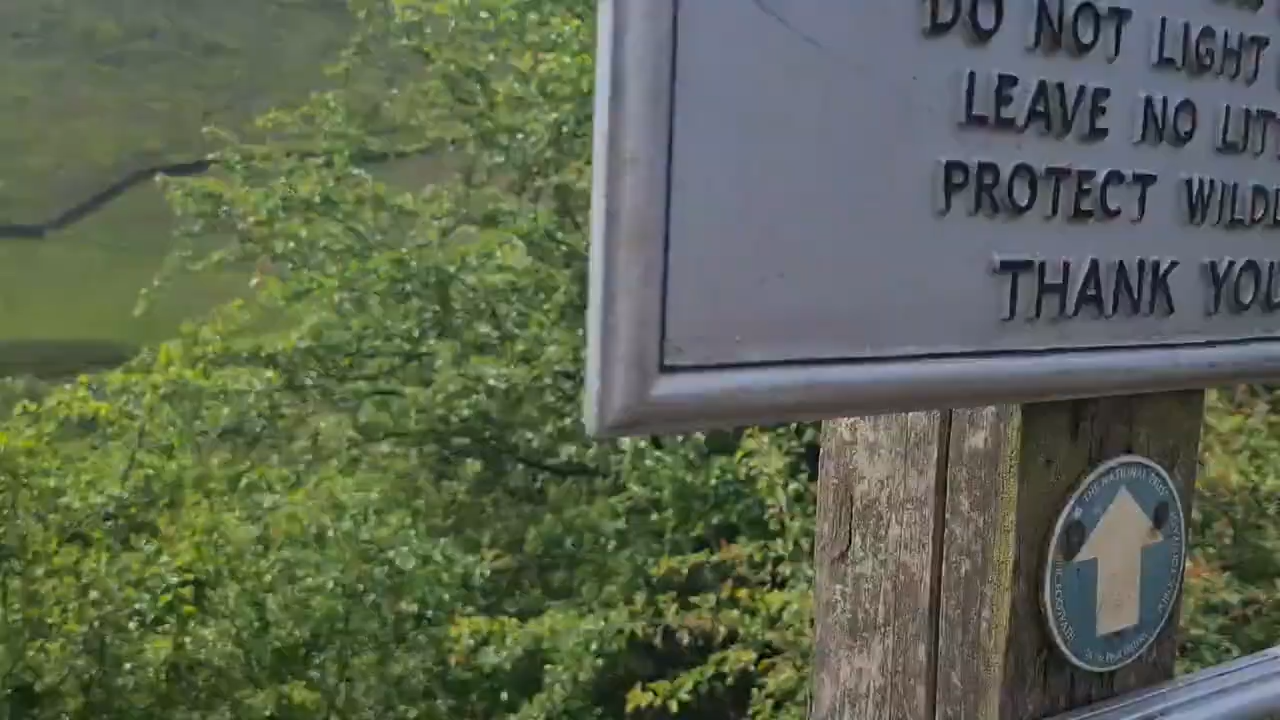 DO NOT LIGHT
LEAVE NO LIT
PROTECT WILD
THANK YOU
THE NATIONAL TRUST